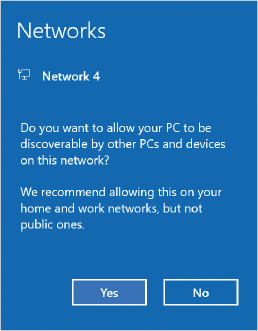 Networks
Network 4
Do you want to allow your PC to be
discoverable by other PCs and devices
on this network?
We recommend allowing this on your
home and work networks, but not
public ones.
Yes
No